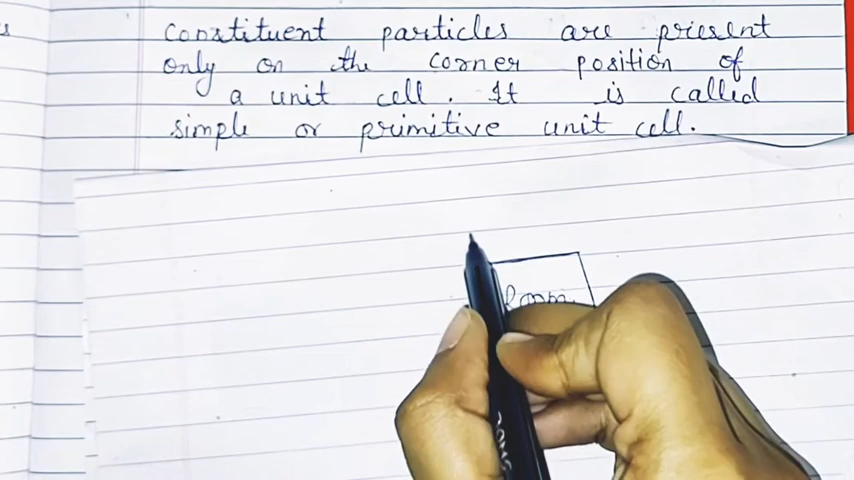 constituent particles are present
only on the corner position of
a unit cell. It is called
simple or primitive unit cell.
Room